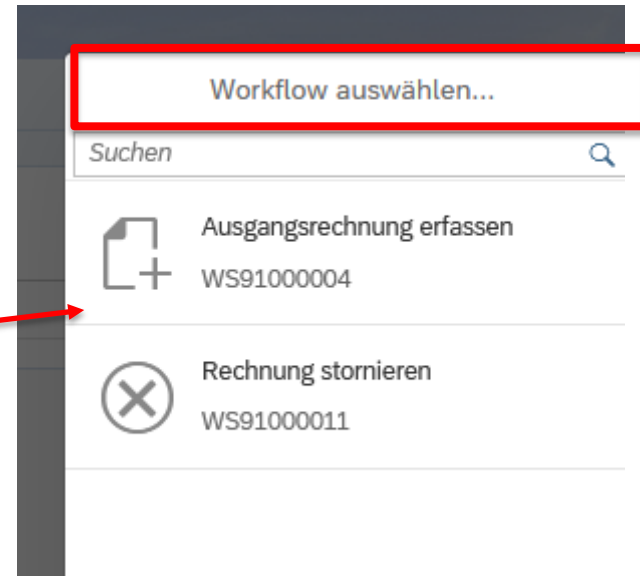 Workflow auswählen...
Suchen
Ausgangsrechnung erfassen
WS91000004
Rechnung stornieren
WS91000011